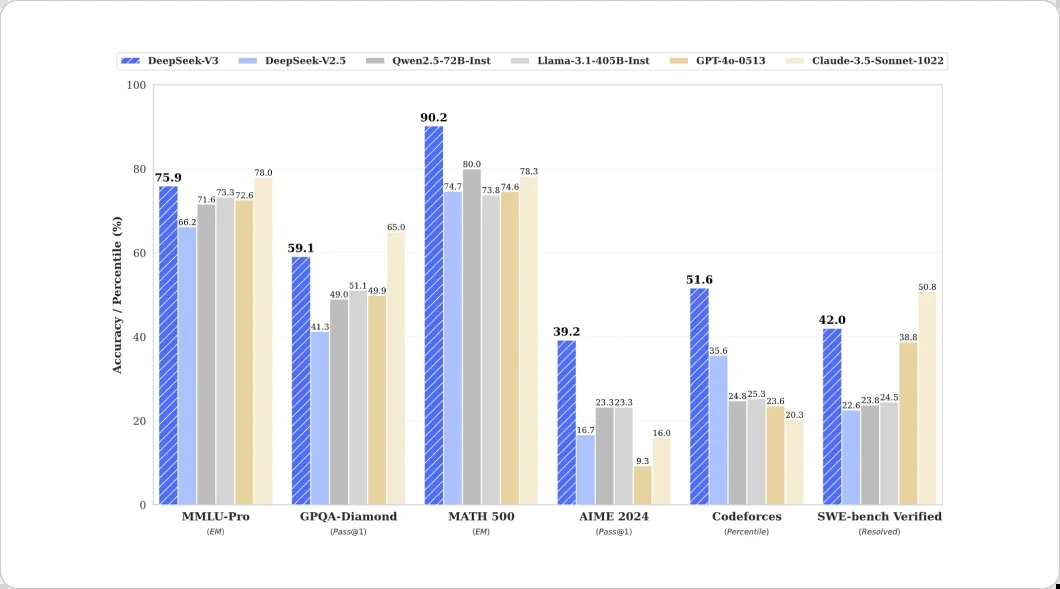 DeepSeek-V3 DeepSeek-V2.5 Qwen2.5-72B-Inst Llama-3.1-405B-Inst GPT-4o-0513 Claude-3.5-Sonnet-1022
Accuracy / Percentile (%)
100
80
60
40
20
0
75.9 66.2 71.6 73.3 72.6 78.0
59.1 41.3 49.0 51.1 49.9 65.0
90.2 74.7 80.0 73.8 74.6 78.3
39.2 16.7 23.3 23.3 9.3 16.0
51.6 35.6 24.8 25.3 23.6 20.3
42.0 22.6 23.8 24.5 38.8 50.8
MMLU-Pro GPQA-Diamond MATH 500 AIME 2024 Codeforces SWE-bench Verified
(EM) (Pass@1) (EM) (Pass@1) (Percentile) (Resolved)